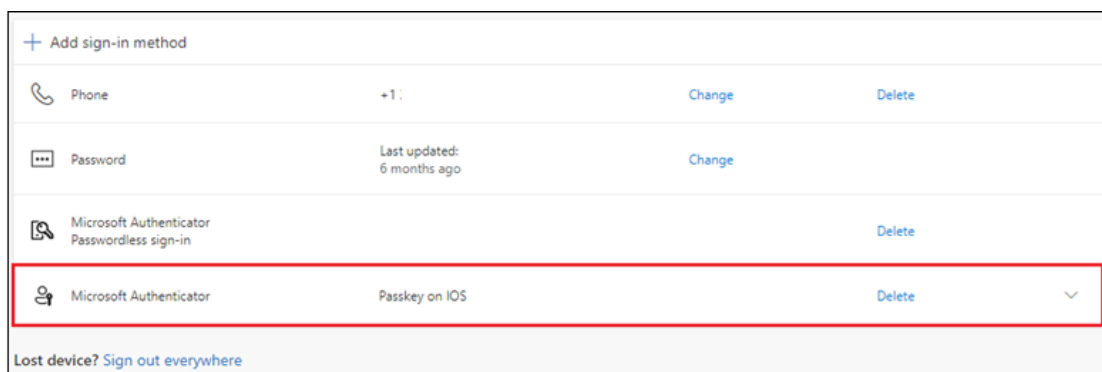 Add sign-in method
Phone +1 Change Delete
Password Last updated: Change
6 months ago
Microsoft Authenticator
Passwordless sign-in Delete
Microsoft Authenticator Passkey on IOS Delete
Lost device? Sign out everywhere